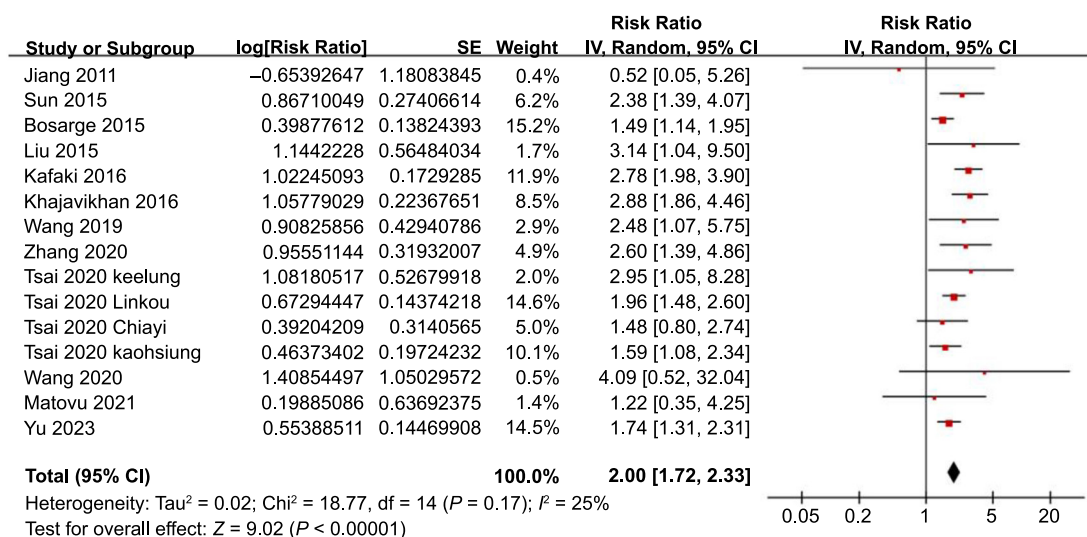 Risk Ratio Risk Ratio
Study or Subgroup log[Risk Ratio] SE Weight IV, Random, 95% CI IV, Random, 95% CI
Jiang 2011 –0.65392647 1.18083845 0.4% 0.52 [0.05, 5.26]
Sun 2015 0.86710049 0.27406614 6.2% 2.38 [1.39, 4.07]
Bosarge 2015 0.39877612 0.13824393 15.2% 1.49 [1.14, 1.95]
Liu 2015 1.1442228 0.56484034 1.7% 3.14 [1.04, 9.50]
Kafaki 2016 1.02245093 0.1729285 11.9% 2.78 [1.98, 3.90]
Khajavikhan 2016 1.05779029 0.22367651 8.5% 2.88 [1.86, 4.46]
Wang 2019 0.90825856 0.42940786 2.9% 2.48 [1.07, 5.75]
Zhang 2020 0.95551144 0.31932007 4.9% 2.60 [1.39, 4.86]
Tsai 2020 keelung 1.08180517 0.52679918 2.0% 2.95 [1.05, 8.28]
Tsai 2020 Linkou 0.67294447 0.14374218 14.6% 1.96 [1.48, 2.60]
Tsai 2020 Chiayi 0.39204209 0.3140565 5.0% 1.48 [0.80, 2.74]
Tsai 2020 kaohsiung 0.46373402 0.19724232 10.1% 1.59 [1.08, 2.34]
Wang 2020 1.40854497 1.05029572 0.5% 4.09 [0.52, 32.04]
Matovu 2021 0.19885086 0.63692375 1.4% 1.22 [0.35, 4.25]
Yu 2023 0.55388511 0.14469908 14.5% 1.74 [1.31, 2.31]
Total (95% CI) 100.0% 2.00 [1.72, 2.33]
Heterogeneity: Tau² = 0.02; Chi² = 18.77, df = 14 (P = 0.17); I² = 25%
Test for overall effect: Z = 9.02 (P < 0.00001)
0.05 0.2 1 5 20